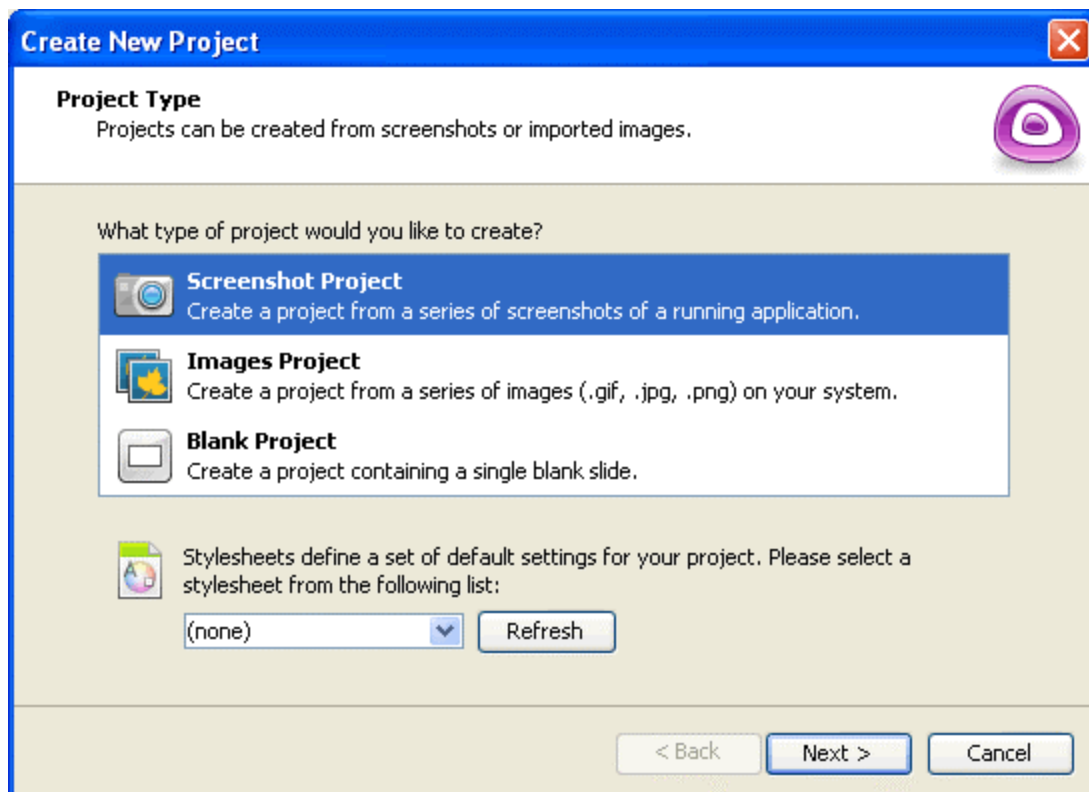 Create New Project
Project Type
Projects can be created from screenshots or imported images.
What type of project would you like to create?
Screenshot Project
Create a project from a series of screenshots of a running application.
Images Project
Create a project from a series of images (.gif, .jpg, .png) on your system.
Blank Project
Create a project containing a single blank slide.
Stylesheets define a set of default settings for your project. Please select a
stylesheet from the following list:
(none) Refresh
< Back Next > Cancel